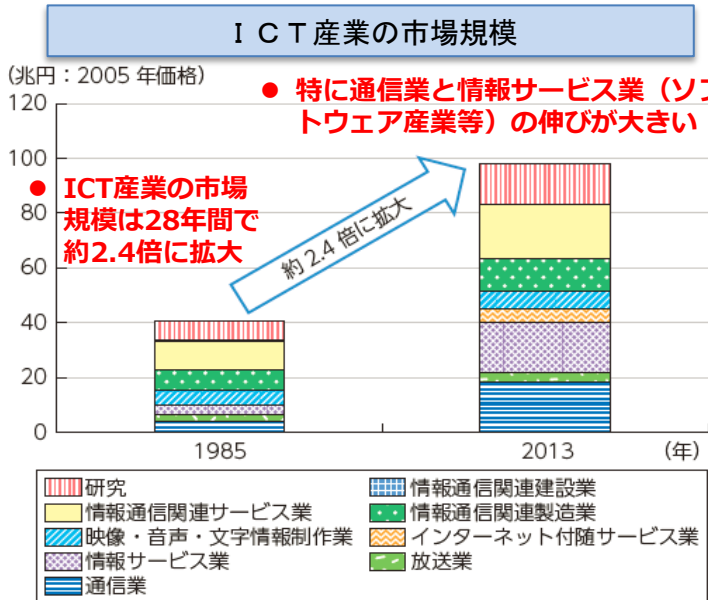 ＩＣＴ産業の市場規模
(兆円：2005 年価格)
● 特に通信業と情報サービス業（ソフ
トウェア産業等）の伸びが大きい
● ICT産業の市場
規模は28年間で
約2.4倍に拡大
約 2.4 倍に拡大
120
100
80
60
40
20
0
1985
2013
(年)
研究
情報通信関連建設業
情報通信関連サービス業
情報通信関連製造業
映像・音声・文字情報制作業
インターネット付随サービス業
情報サービス業
放送業
通信業